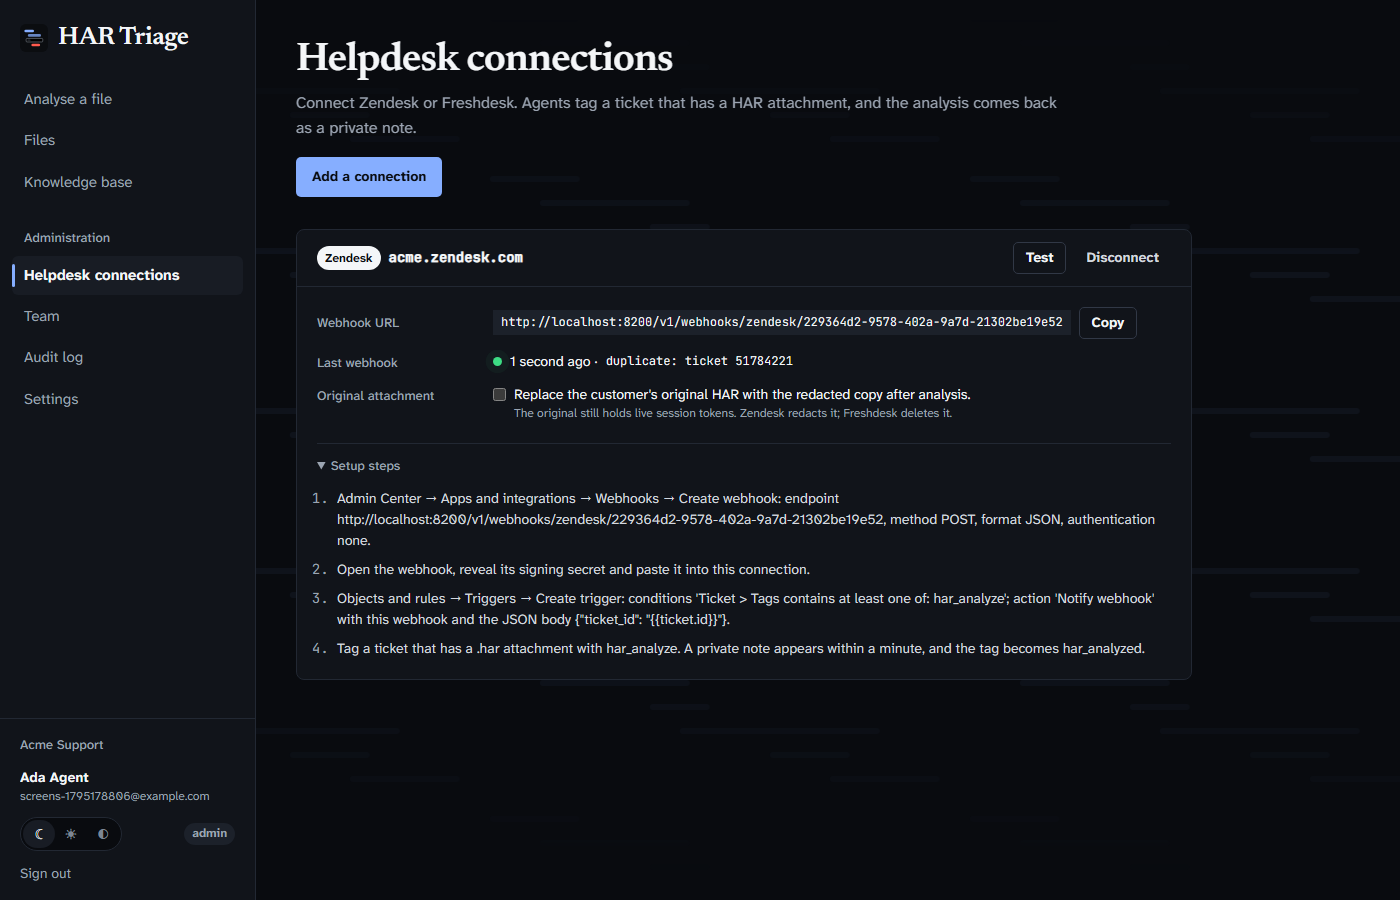 HAR Triage
Analyse a file
Files
Knowledge base
Administration
Helpdesk connections
Team
Audit log
Settings
Acme Support
Ada Agent
screens-1795178806@example.com
admin
Sign out
Helpdesk connections
Connect Zendesk or Freshdesk. Agents tag a ticket that has a HAR attachment, and the analysis comes back
as a private note.
Add a connection
Zendesk acme.zendesk.com
Test Disconnect
Webhook URL http://localhost:8200/v1/webhooks/zendesk/229364d2-9578-402a-9a7d-21302be19e52 Copy
Last webhook 1 second ago · duplicate: ticket 51784221
Original attachment Replace the customer's original HAR with the redacted copy after analysis.
The original still holds live session tokens. Zendesk redacts it; Freshdesk deletes it.
▼ Setup steps
1. Admin Center → Apps and integrations → Webhooks → Create webhook: endpoint
http://localhost:8200/v1/webhooks/zendesk/229364d2-9578-402a-9a7d-21302be19e52, method POST, format JSON, authentication
none.
2. Open the webhook, reveal its signing secret and paste it into this connection.
3. Objects and rules → Triggers → Create trigger: conditions 'Ticket > Tags contains at least one of: har_analyze'; action 'Notify webhook'
with this webhook and the JSON body {"ticket_id": "{{ticket.id}}"}.
4. Tag a ticket that has a .har attachment with har_analyze. A private note appears within a minute, and the tag becomes har_analyzed.